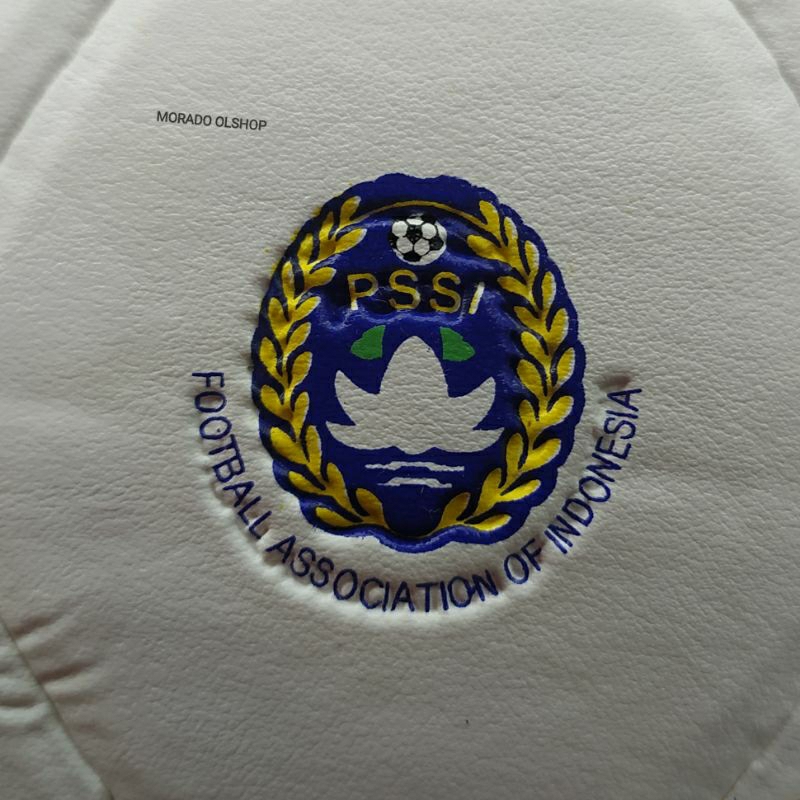 MORADO OLSHOP
PSSI
FOOTBALL ASSOCIATION OF INDONESIA